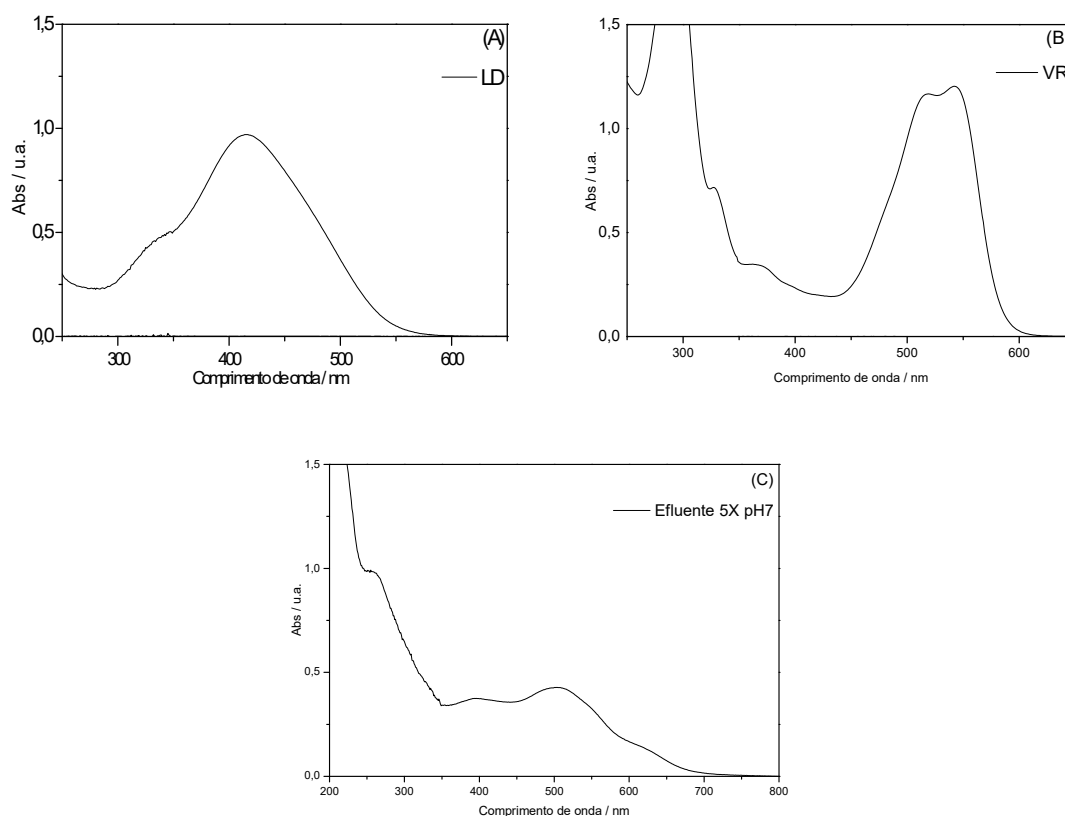 (A)
LD
1,5
1,0
0,5
0,0
Abs / u.a.
300 400 500 600
Comprimento de onda / nm
(B)
VR
1,5
1,0
0,5
0,0
Abs / u.a.
300 400 500 600
Comprimento de onda / nm
(C)
Efluente 5X pH7
1,5
1,0
0,5
0,0
Abs / u.a.
200 300 400 500 600 700 800
Comprimento de onda / nm